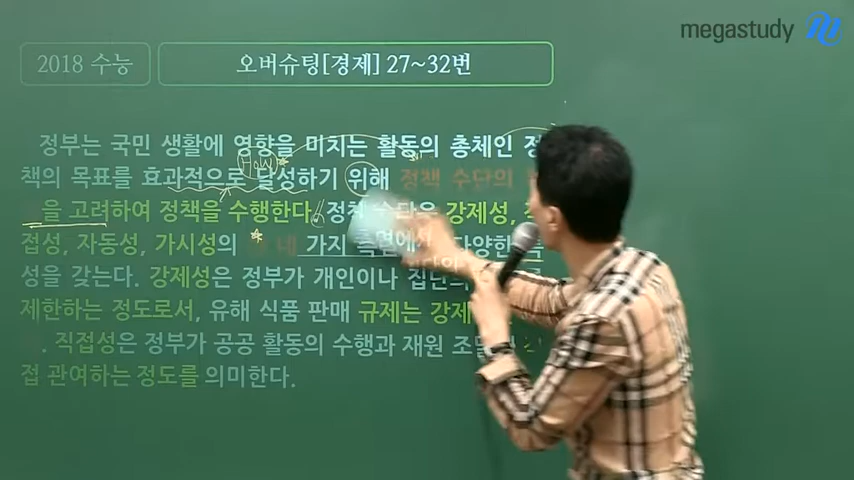 megastudy
2018 수능
오버슈팅[경제] 27~32번
정부는 국민 생활에 영향을 미치는 활동의 총체인 정
How
책의 목표를 효과적으로 달성하기 위해 정책 수단의
을 고려하여 정책을 수행한다. 정책 수단은 강제성,
접성, 자동성, 가시성의 네 가지 측면에서 다양한
성을 갖는다. 강제성은 정부가 개인이나 집단의
제한하는 정도로서, 유해 식품 판매 규제는 강제
. 직접성은 정부가 공공 활동의 수행과 재원
접 관여하는 정도를 의미한다.